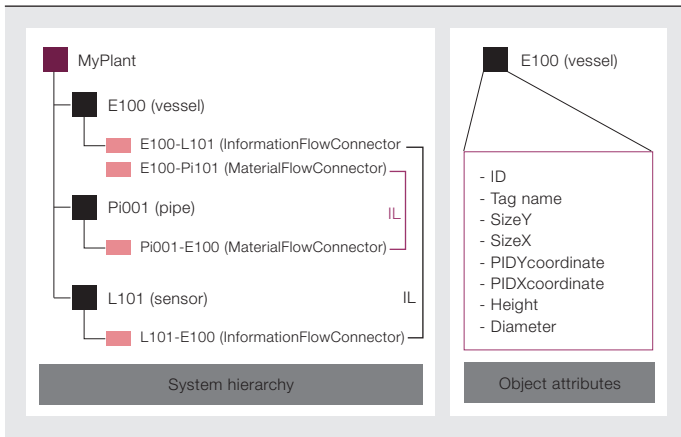 MyPlant
E100 (vessel)
E100-L101 (InformationFlowConnector
E100-Pi101 (MaterialFlowConnector)
IL
Pi001 (pipe)
Pi001-E100 (MaterialFlowConnector)
L101 (sensor)
IL
L101-E100 (InformationFlowConnector)
System hierarchy
E100 (vessel)
- ID
- Tag name
- SizeY
- SizeX
- PIDYcoordinate
- PIDXcoordinate
- Height
- Diameter
Object attributes